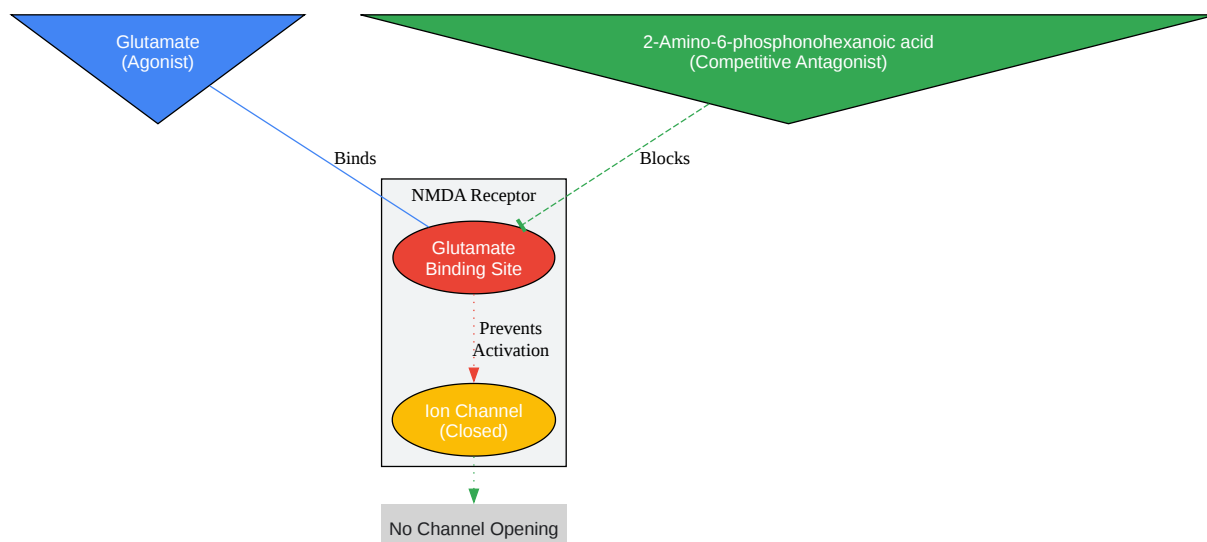 Glutamate
(Agonist)
2-Amino-6-phosphonohexanoic acid
(Competitive Antagonist)
Binds
Blocks
NMDA Receptor
Glutamate
Binding Site
Prevents
Activation
Ion Channel
(Closed)
No Channel Opening